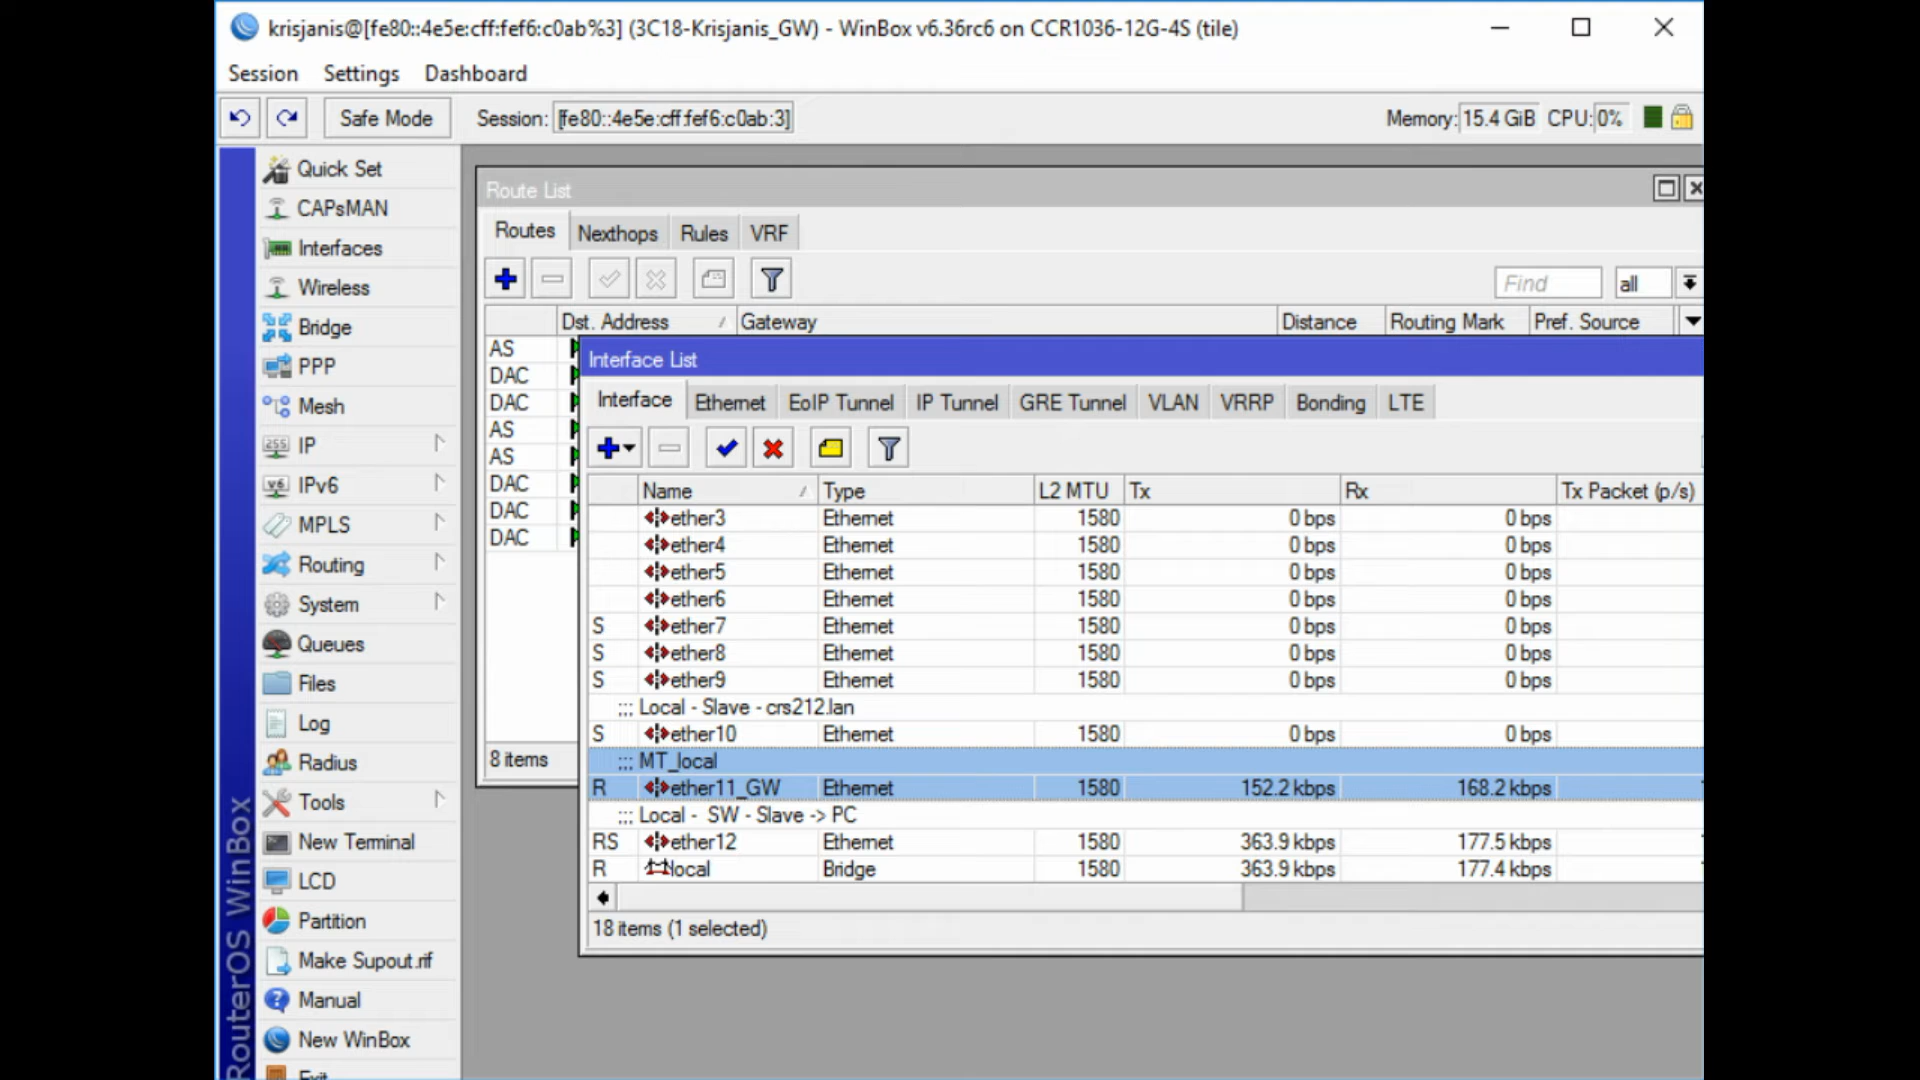 krisjanis@[fe80::4e5e:cff:fef6:c0ab%3] (3C18-Krisjanis_GW) - WinBox v6.36rc6 on CCR1036-12G-4S (tile)
Session Settings Dashboard
Safe Mode Session: [fe80::4e5e:cff:fef6:c0ab:3] Memory: 15.4 GiB CPU: 0%
Quick Set
CAPsMAN
Interfaces
Wireless
Bridge
PPP
Mesh
255 IP
v6 IPv6
MPLS
Routing
System
Queues
Files
Log
Radius
Tools
New Terminal
LCD
Partition
Make Supout.rif
Manual
New WinBox
Exit
RouterOS WinBox
Route List
Routes Nexthops Rules VRF
Find all
Dst. Address Gateway Distance Routing Mark Pref. Source
AS
DAC
DAC
AS
AS
DAC
DAC
DAC
8 items
Interface List
Interface Ethernet EoIP Tunnel IP Tunnel GRE Tunnel VLAN VRRP Bonding LTE
Name Type L2 MTU Tx Rx Tx Packet (p/s)
ether3 Ethernet 1580 0 bps 0 bps
ether4 Ethernet 1580 0 bps 0 bps
ether5 Ethernet 1580 0 bps 0 bps
ether6 Ethernet 1580 0 bps 0 bps
S ether7 Ethernet 1580 0 bps 0 bps
S ether8 Ethernet 1580 0 bps 0 bps
S ether9 Ethernet 1580 0 bps 0 bps
;;; Local - Slave - crs212.lan
S ether10 Ethernet 1580 0 bps 0 bps
;;; MT_local
R ether11_GW Ethernet 1580 152.2 kbps 168.2 kbps
;;; Local - SW - Slave -> PC
RS ether12 Ethernet 1580 363.9 kbps 177.5 kbps
R local Bridge 1580 363.9 kbps 177.4 kbps
18 items (1 selected)